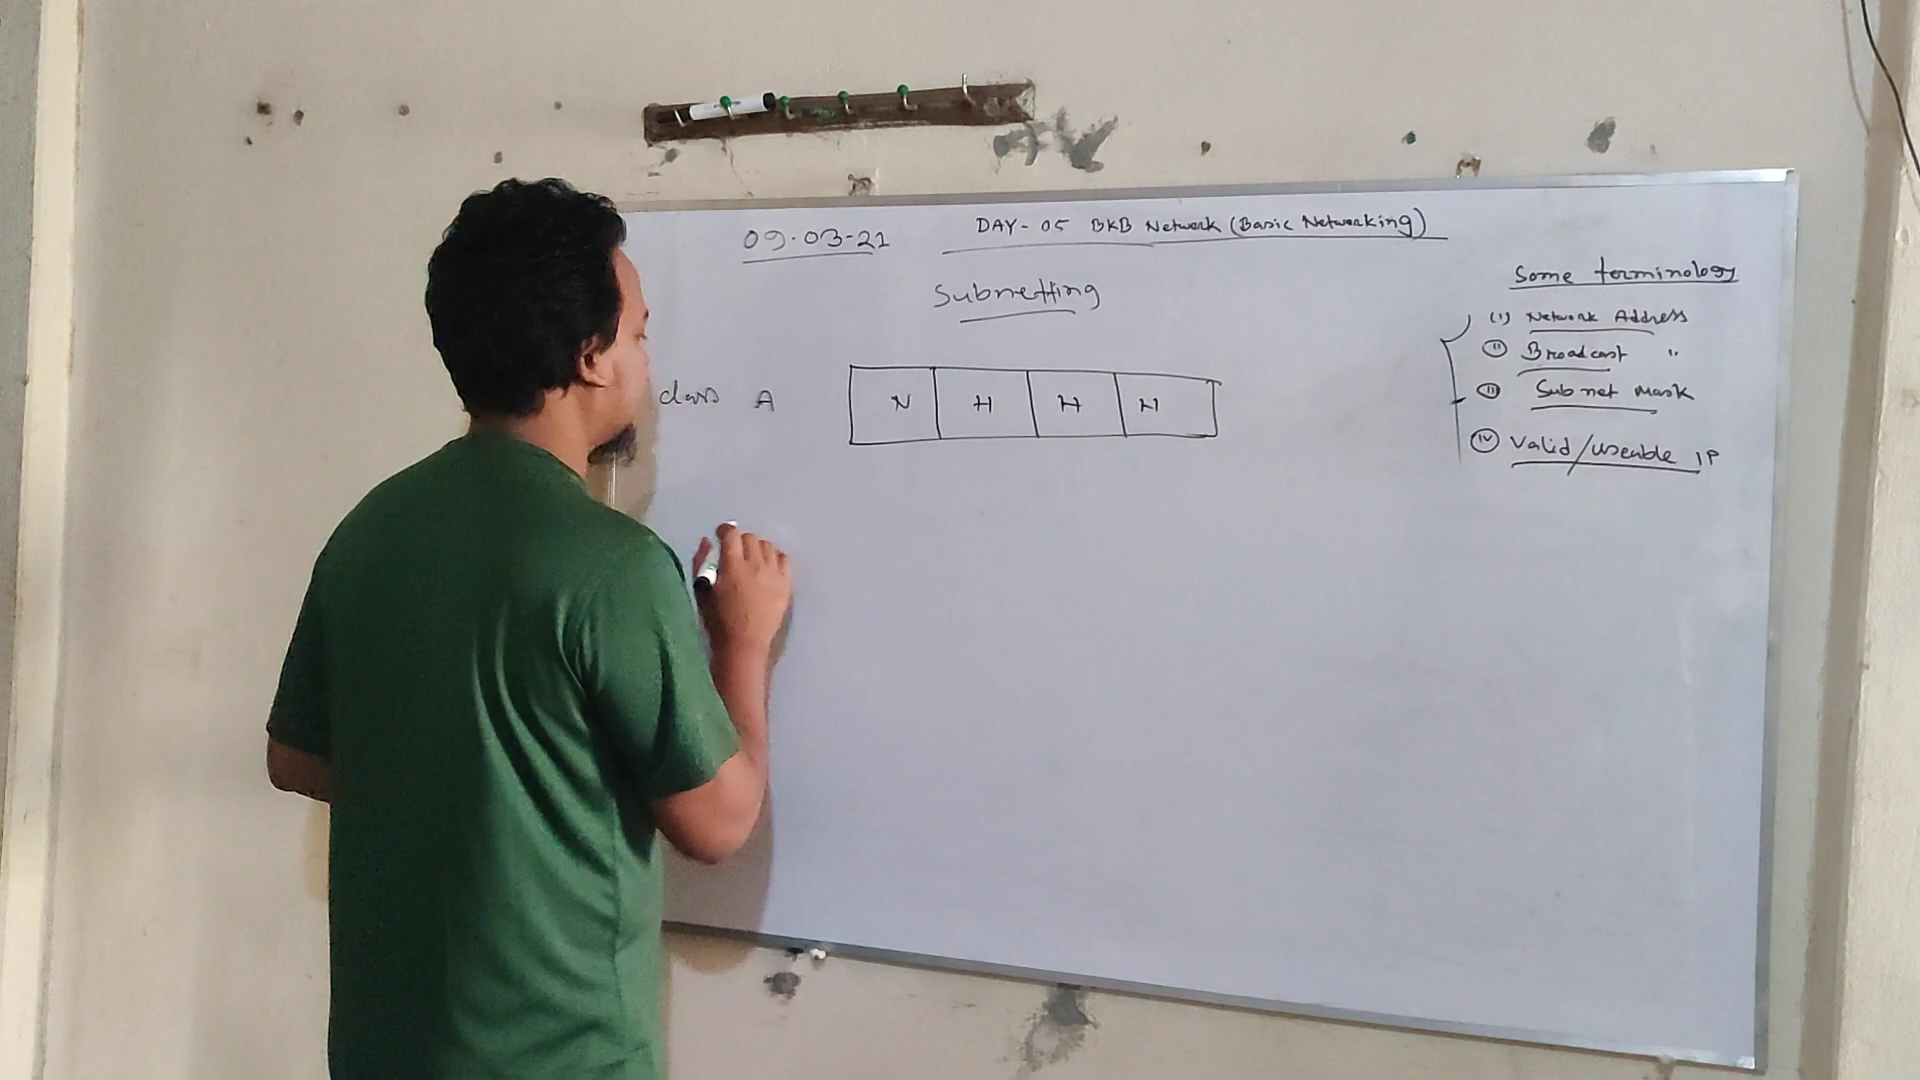 09-03-21
DAY-05 BKB Network (Basic Networking)
Subnetting
class A
N H H H
Some terminology
(i) Network Address
(ii) Broadcast "
(iii) Subnet Mask
(iv) Valid/useable IP